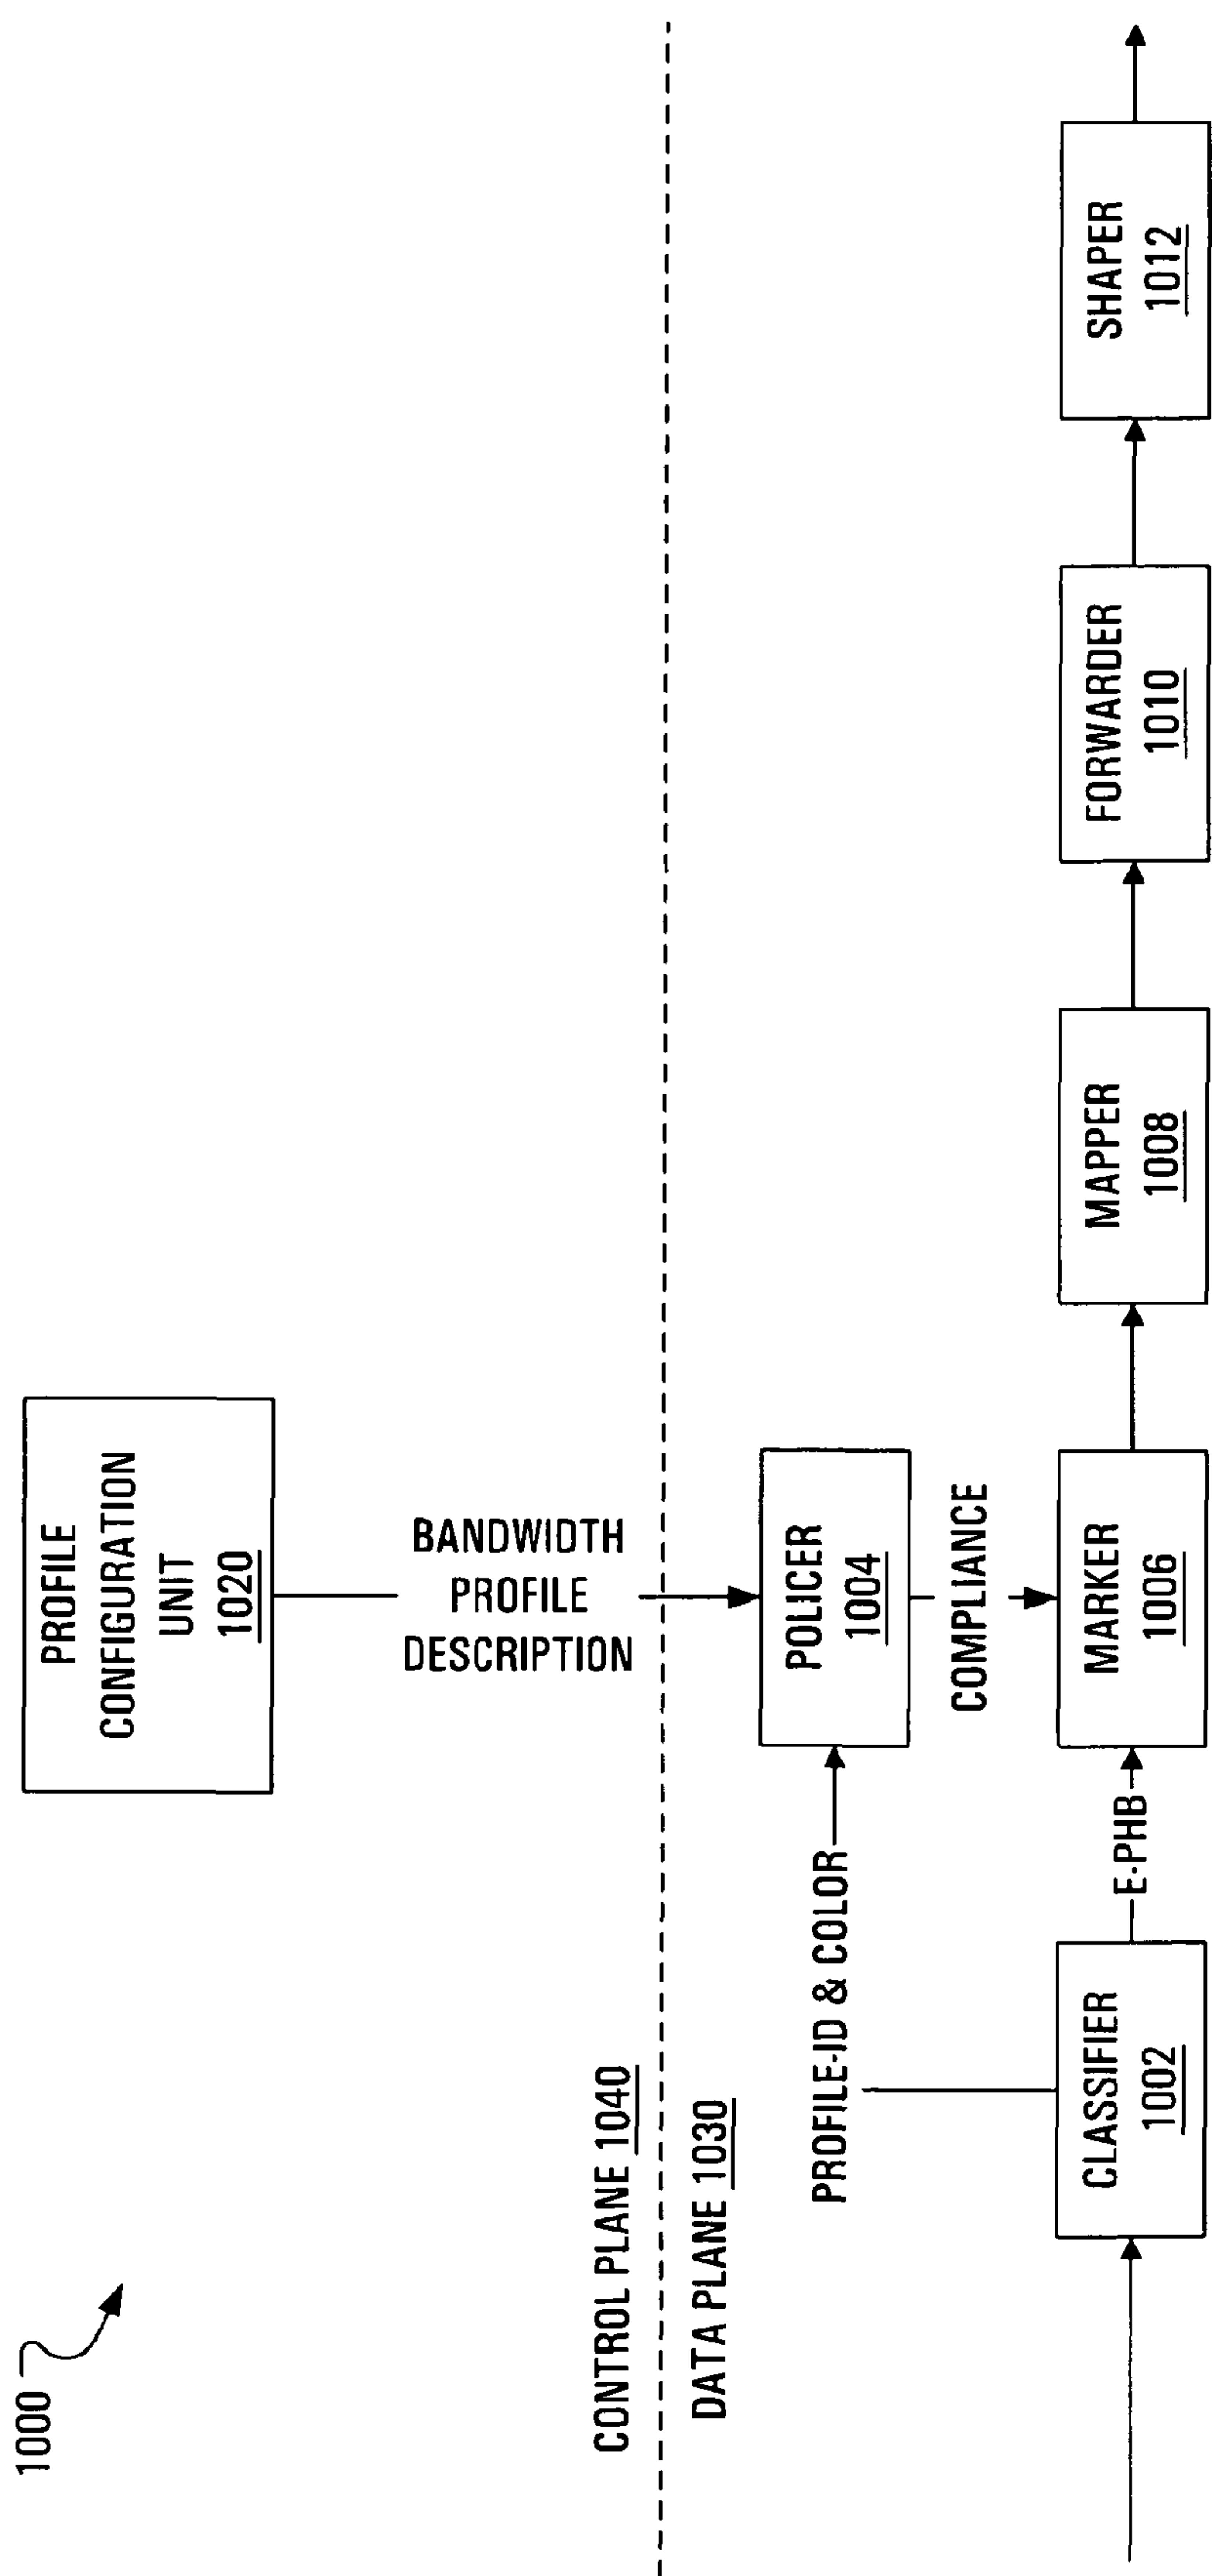 1000
PROFILE
CONFIGURATION
UNIT
1020
BANDWIDTH
PROFILE
DESCRIPTION
CONTROL PLANE 1040
DATA PLANE 1030
PROFILE-ID & COLOR
POLICER
1004
COMPLIANCE
CLASSIFIER
1002
E-PHB
MARKER
1006
MAPPER
1008
FORWARDER
1010
SHAPER
1012